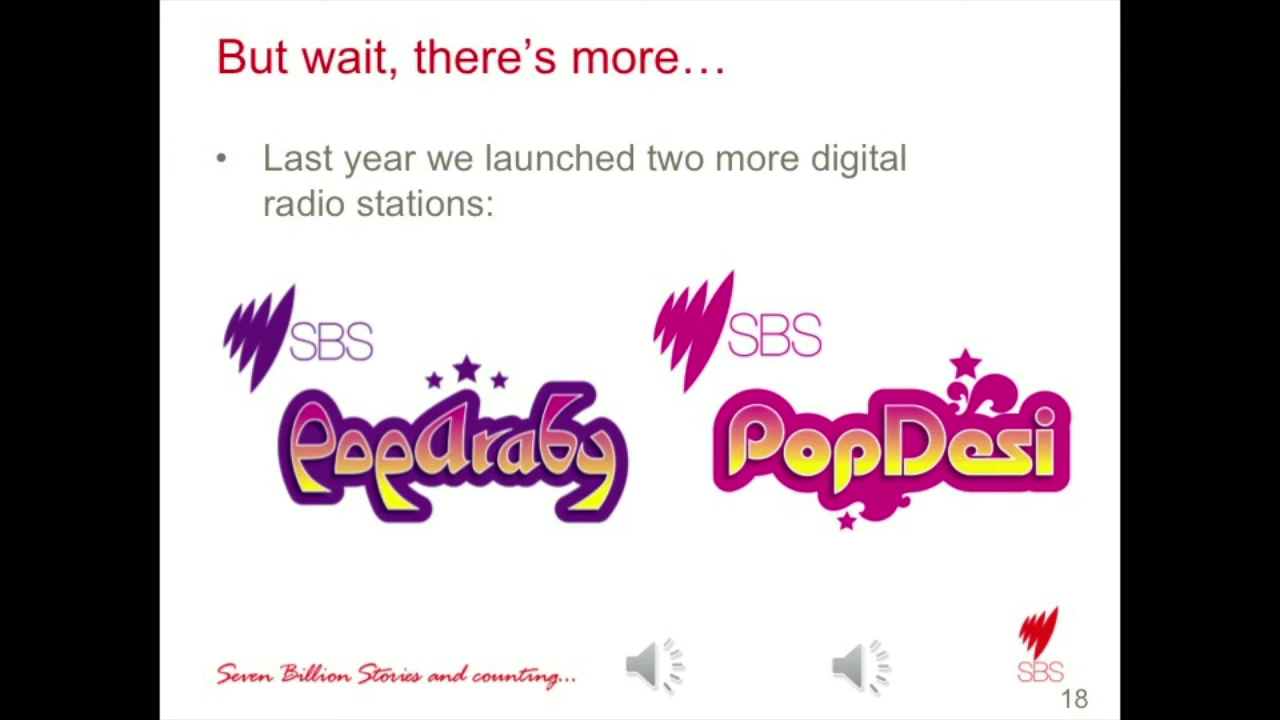 But wait, there’s more…
• Last year we launched two more digital
radio stations:
SBS
PopAraby
SBS
PopDesi
Seven Billion Stories and counting...
SBS
18